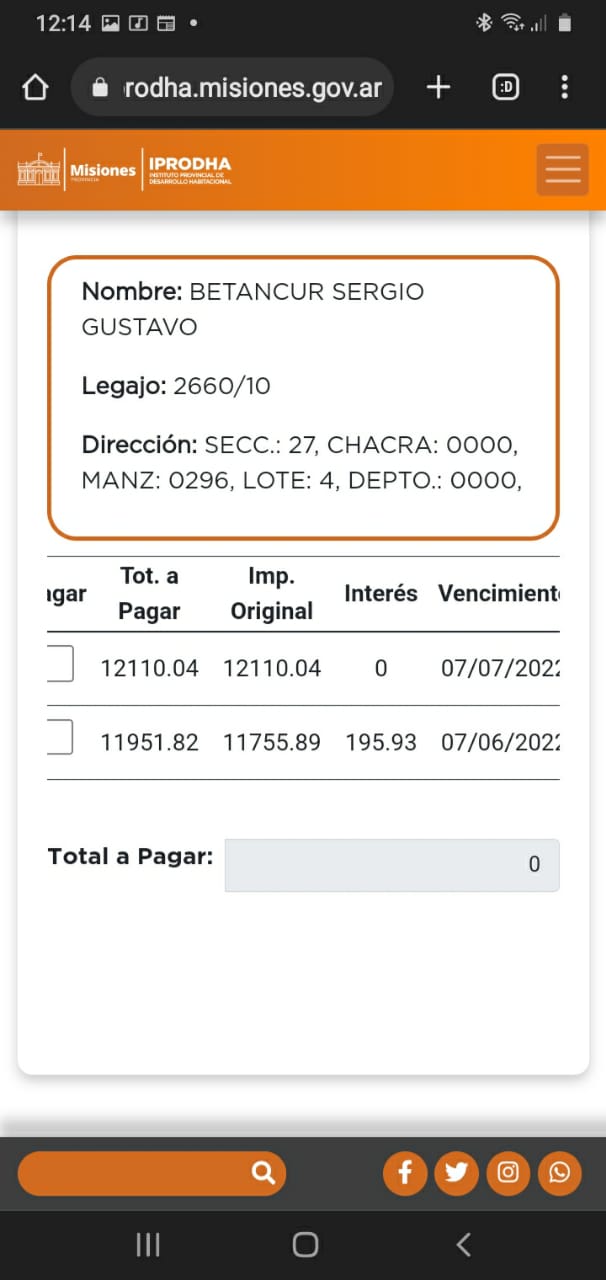 12:14
rodha.misiones.gov.ar
:D
Misiones
PROVINCIA
IPRODHA
INSTITUTO PROVINCIAL DE
DESARROLLO HABITACIONAL
Nombre: BETANCUR SERGIO
GUSTAVO
Legajo: 2660/10
Dirección: SECC.: 27, CHACRA: 0000,
MANZ: 0296, LOTE: 4, DEPTO.: 0000,
agar Tot. a Pagar Imp. Original Interés Vencimient
12110.04 12110.04 0 07/07/2022
11951.82 11755.89 195.93 07/06/2022
Total a Pagar: 0